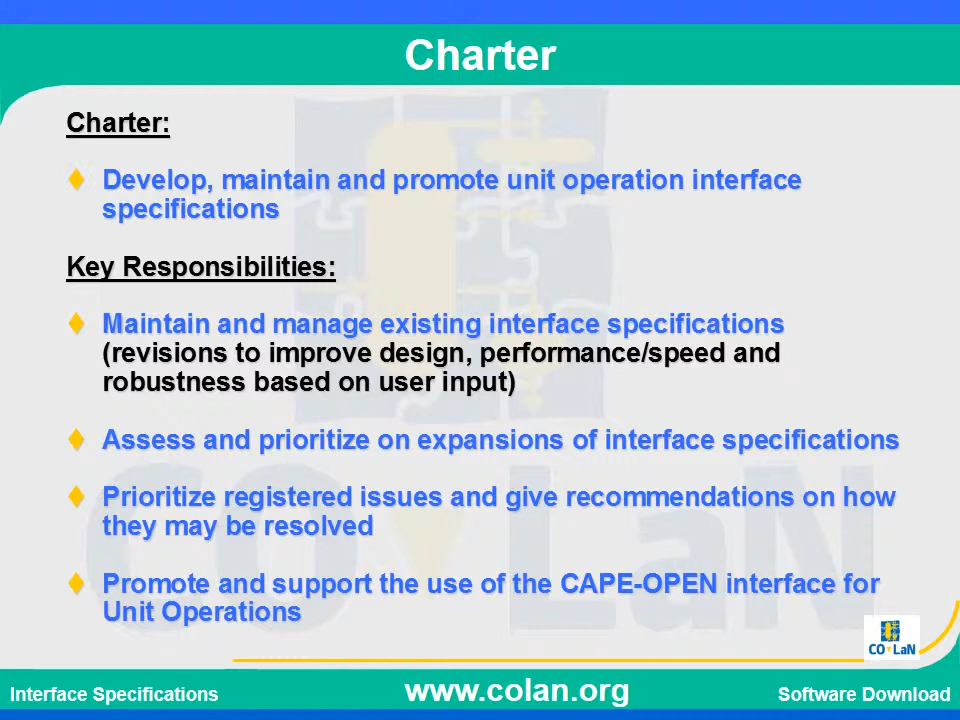 Charter
Charter:
Develop, maintain and promote unit operation interface
specifications
Key Responsibilities:
Maintain and manage existing interface specifications
(revisions to improve design, performance/speed and
robustness based on user input)
Assess and prioritize on expansions of interface specifications
Prioritize registered issues and give recommendations on how
they may be resolved
Promote and support the use of the CAPE-OPEN interface for
Unit Operations
CO LaN
CO LaN
Interface Specifications
www.colan.org
Software Download